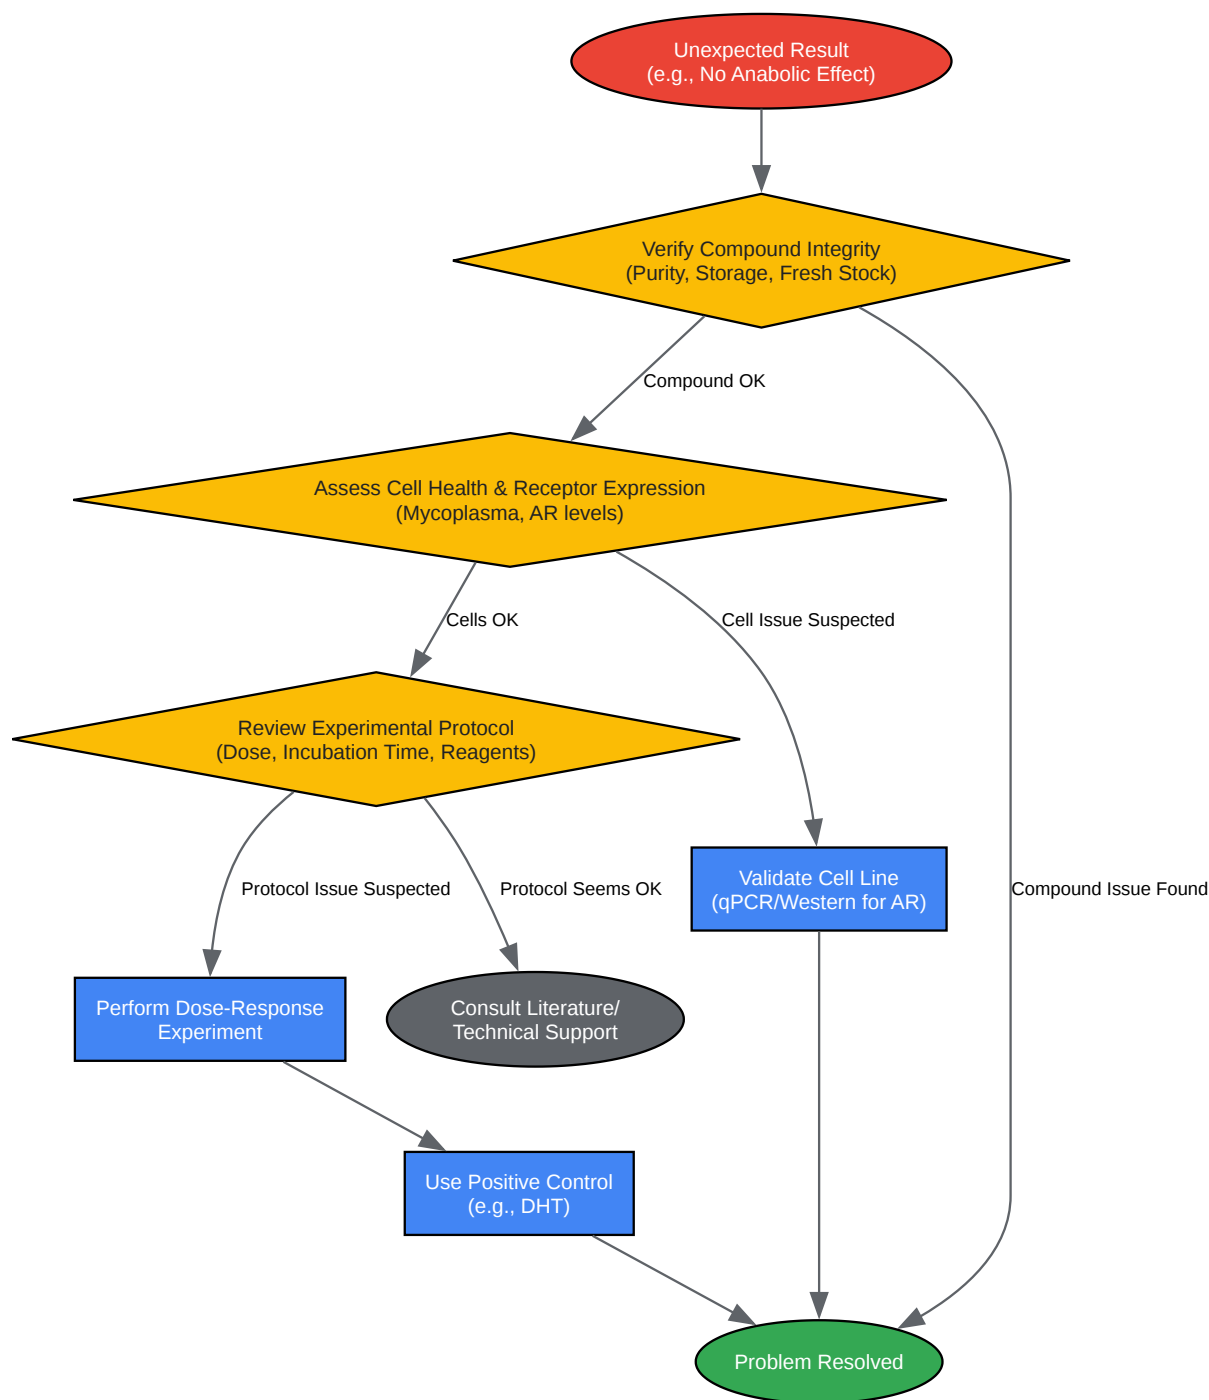 Unexpected Result
(e.g., No Anabolic Effect)
Verify Compound Integrity
(Purity, Storage, Fresh Stock)
Compound OK
Assess Cell Health & Receptor Expression
(Mycoplasma, AR levels)
Cells OK
Cell Issue Suspected
Review Experimental Protocol
(Dose, Incubation Time, Reagents)
Validate Cell Line
(qPCR/Western for AR)
Protocol Issue Suspected
Protocol Seems OK
Compound Issue Found
Perform Dose-Response
Experiment
Consult Literature/
Technical Support
Use Positive Control
(e.g., DHT)
Problem Resolved